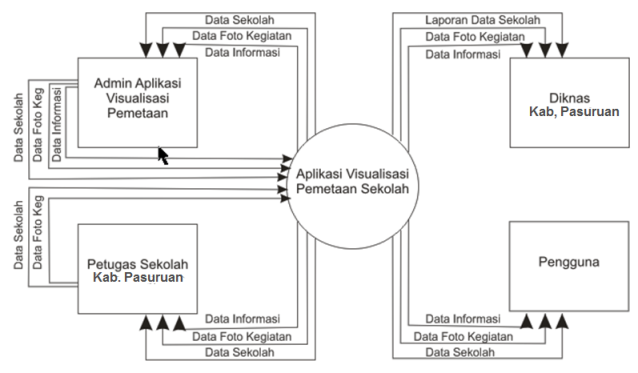 Data Sekolah
Data Foto Kegiatan
Data Informasi
Laporan Data Sekolah
Data Foto Kegiatan
Data Informasi
Admin Aplikasi
Visualisasi
Pemetaan
Diknas
Kab, Pasuruan
Data Sekolah
Data Foto Keg
Data Informasi
Aplikasi Visualisasi
Pemetaan Sekolah
Data Sekolah
Data Foto Keg
Petugas Sekolah
Kab. Pasuruan
Pengguna
Data Informasi
Data Foto Kegiatan
Data Sekolah
Data Informasi
Data Foto Kegiatan
Data Sekolah